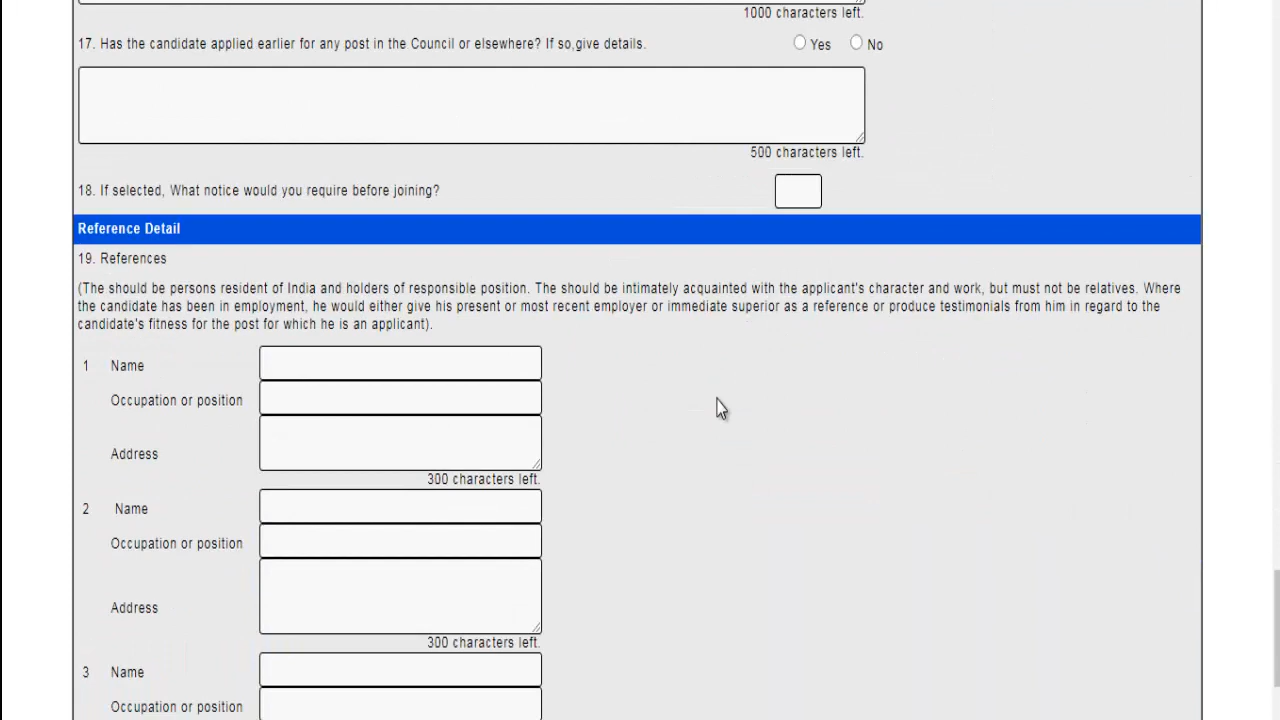 1000 characters left.
17. Has the candidate applied earlier for any post in the Council or elsewhere? If so,give details. Yes No
500 characters left.
18. If selected, What notice would you require before joining?
Reference Detail
19. References
(The should be persons resident of India and holders of responsible position. The should be intimately acquainted with the applicant's character and work, but must not be relatives. Where
the candidate has been in employment, he would either give his present or most recent employer or immediate superior as a reference or produce testimonials from him in regard to the
candidate's fitness for the post for which he is an applicant).
1 Name
Occupation or position
Address
300 characters left.
2 Name
Occupation or position
Address
300 characters left.
3 Name
Occupation or position